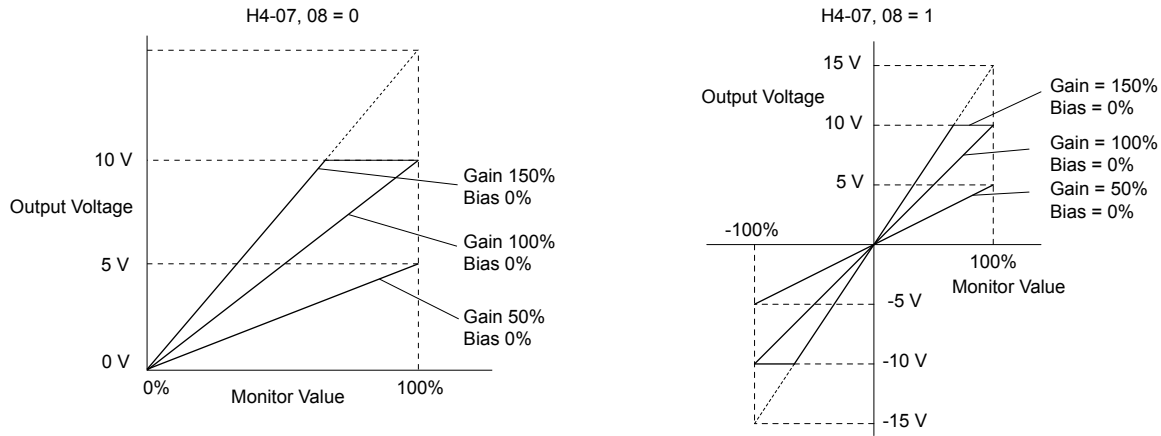 H4-07, 08 = 0
10 V
Output Voltage
5 V
0 V
0%
Monitor Value
100%
Gain 150%
Bias 0%
Gain 100%
Bias 0%
Gain 50%
Bias 0%
H4-07, 08 = 1
15 V
Output Voltage
10 V
5 V
Gain = 150%
Bias = 0%
Gain = 100%
Bias = 0%
Gain = 50%
Bias = 0%
-100%
100%
Monitor Value
-5 V
-10 V
-15 V